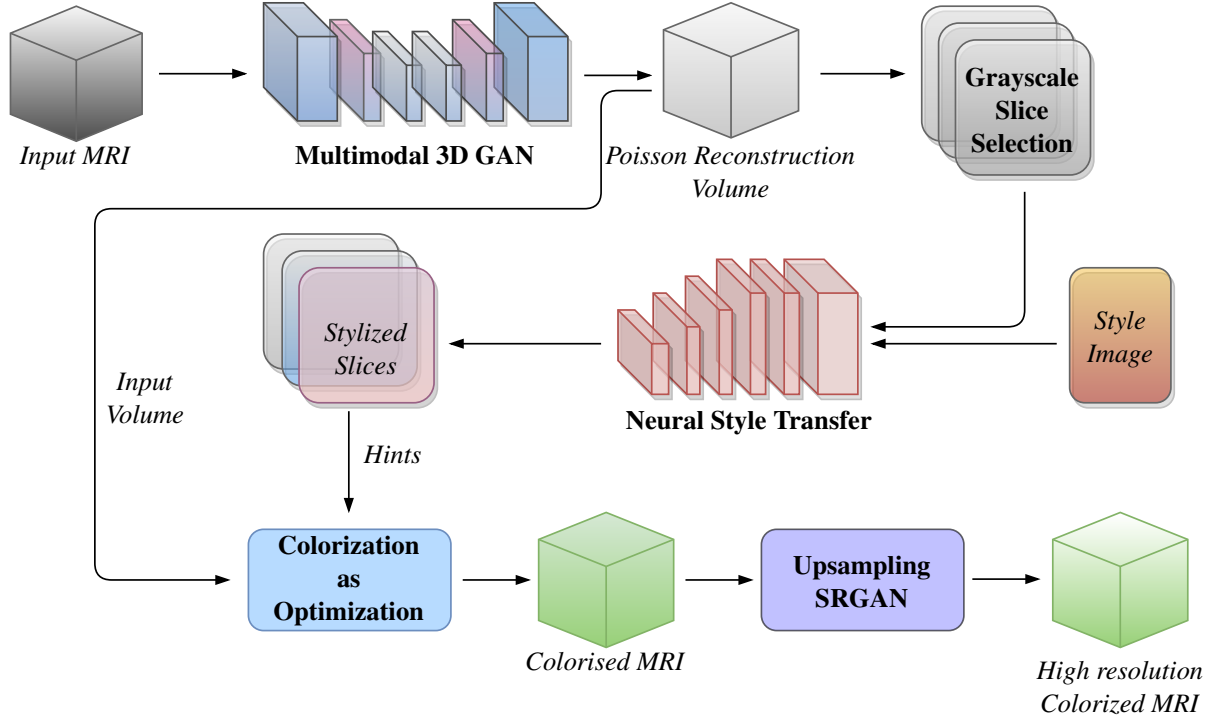 Input MRI
Multimodal 3D GAN
Poisson Reconstruction
Volume
Grayscale
Slice
Selection
Stylized
Slices
Neural Style Transfer
Style
Image
Input
Volume
Hints
Colorization
as
Optimization
Colorised MRI
Upsampling
SRGAN
High resolution
Colorized MRI